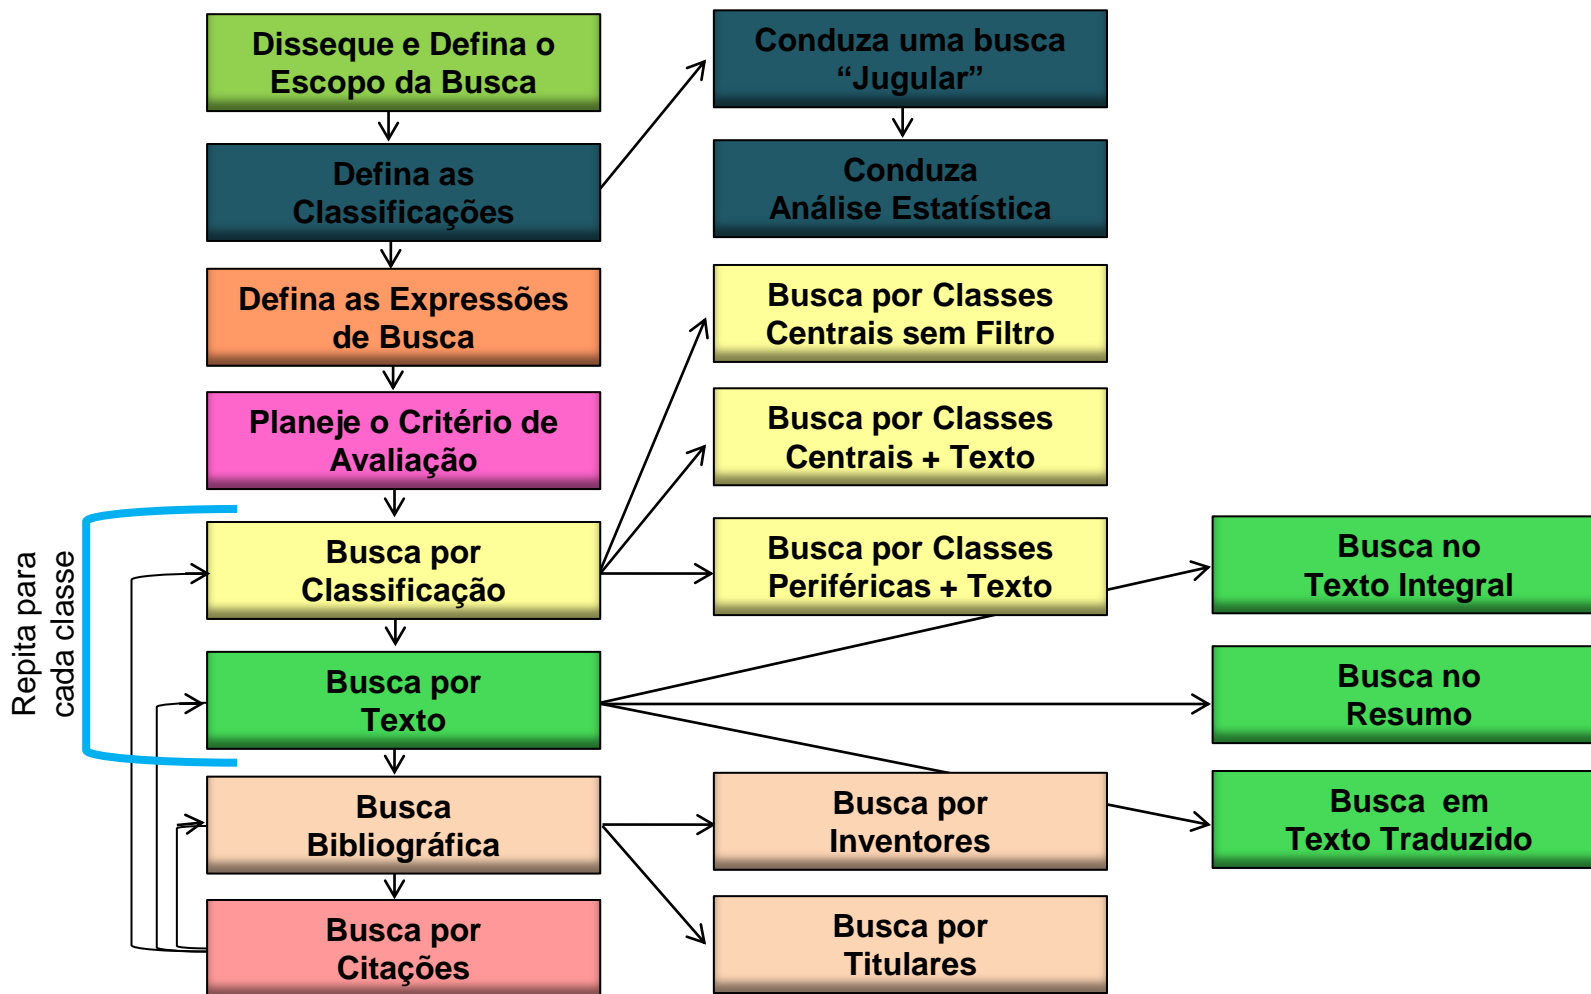 Disseque e Defina o
Escopo da Busca
Conduza uma busca
“Jugular”
Defina as
Classificações
Conduza
Análise Estatística
Defina as Expressões
de Busca
Busca por Classes
Centrais sem Filtro
Planeje o Critério de
Avaliação
Busca por Classes
Centrais + Texto
Repita para
cada classe
Busca por
Classificação
Busca por Classes
Periféricas + Texto
Busca no
Texto Integral
Busca por
Texto
Busca no
Resumo
Busca
Bibliográfica
Busca por
Inventores
Busca  em
Texto Traduzido
Busca por
Citações
Busca por
Titulares